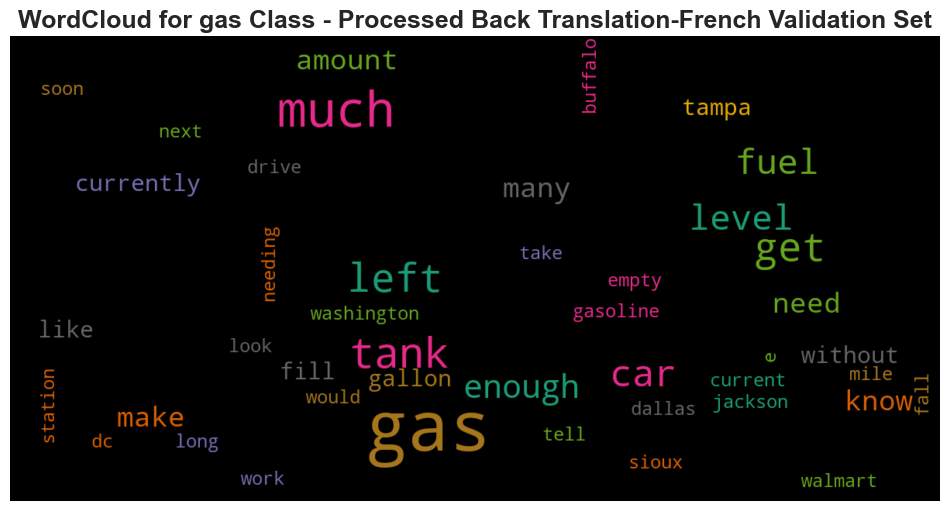 WordCloud for gas Class - Processed Back Translation-French Validation Set
buffalo
amount
soon
much
tampa
next
fuel
drive
currently
many
level
get
needing
take
left
empty
need
washington
gasoline
like
look
tank
without
e
fill
gallon
car
mile
current
enough
station
would
fall
jackson
know
dallas
make
gas
tell
dc
long
sioux
work
walmart